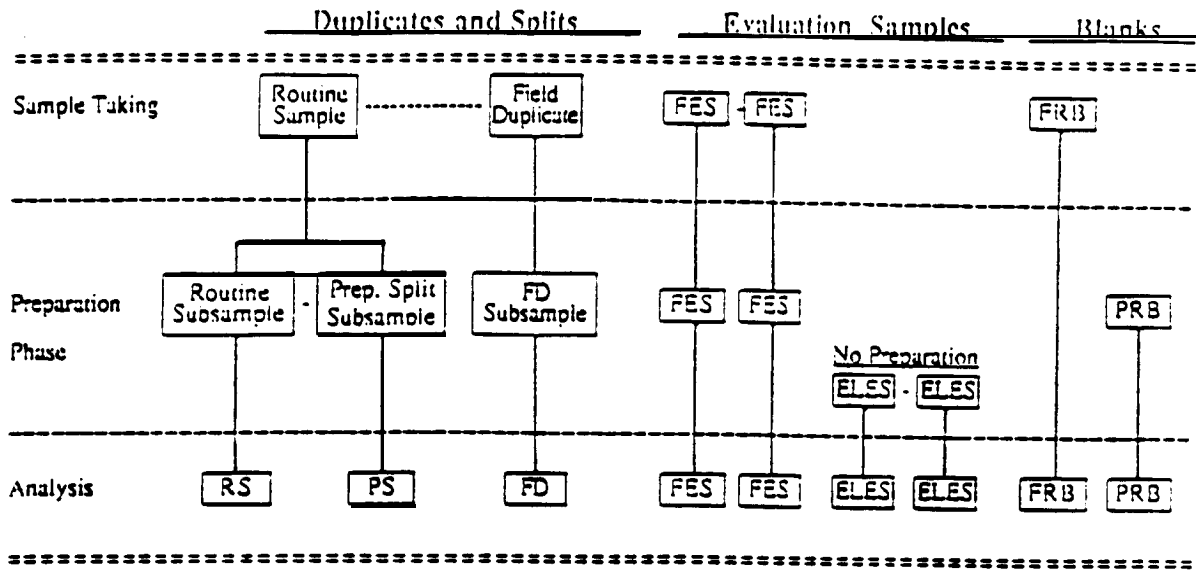 Duplicates and Splits Evaluation Samples Blanks
Sample Taking
Routine Sample
Field Duplicate
FES - FES
FRB
Preparation Phase
Routine Subsample - Prep. Split Subsample
FD Subsample
FES FES
PRB
No Preparation
ELES - ELES
Analysis RS PS FD FES FES ELES ELES FRB PRB